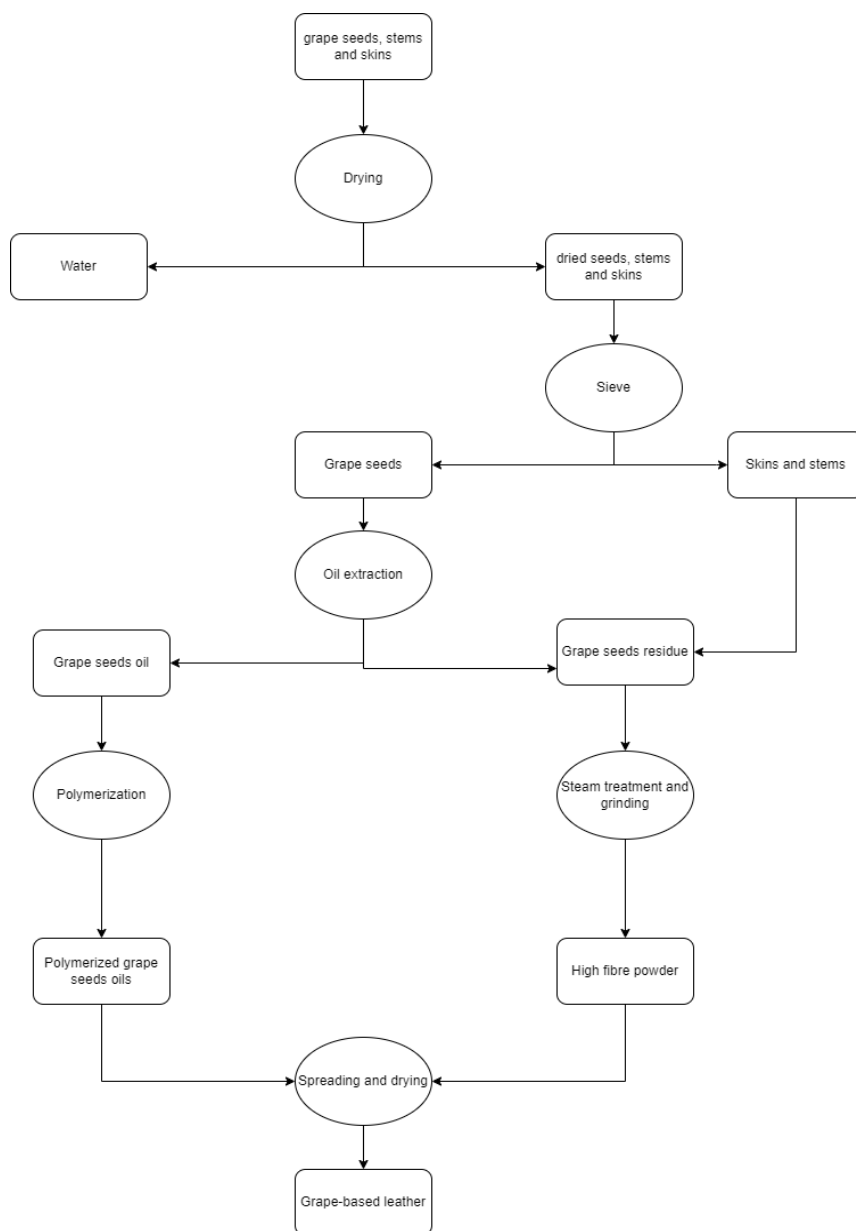 grape seeds, stems
and skins
Drying
Water
dried seeds, stems
and skins
Sieve
Grape seeds
Skins and stems
Oil extraction
Grape seeds oil
Grape seeds residue
Polymerization
Steam treatment and
grinding
Polymerized grape
seeds oils
High fibre powder
Spreading and drying
Grape-based leather